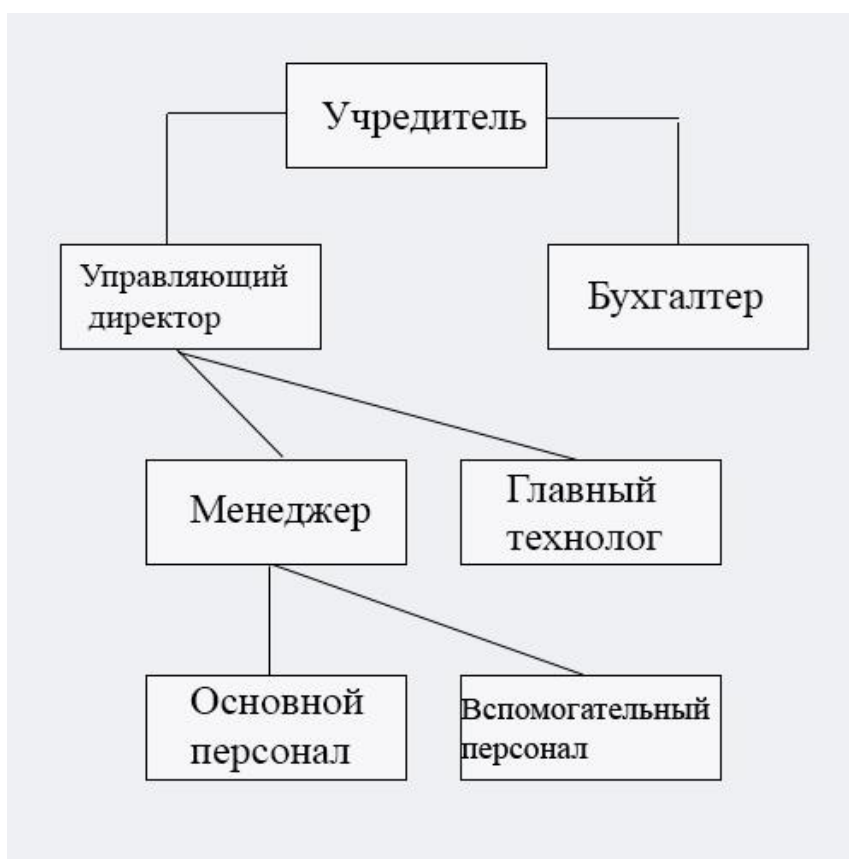 Учредитель
Управляющий
директор
Бухгалтер
Менеджер
Главный
технолог
Основной
персонал
Вспомогательный
персонал